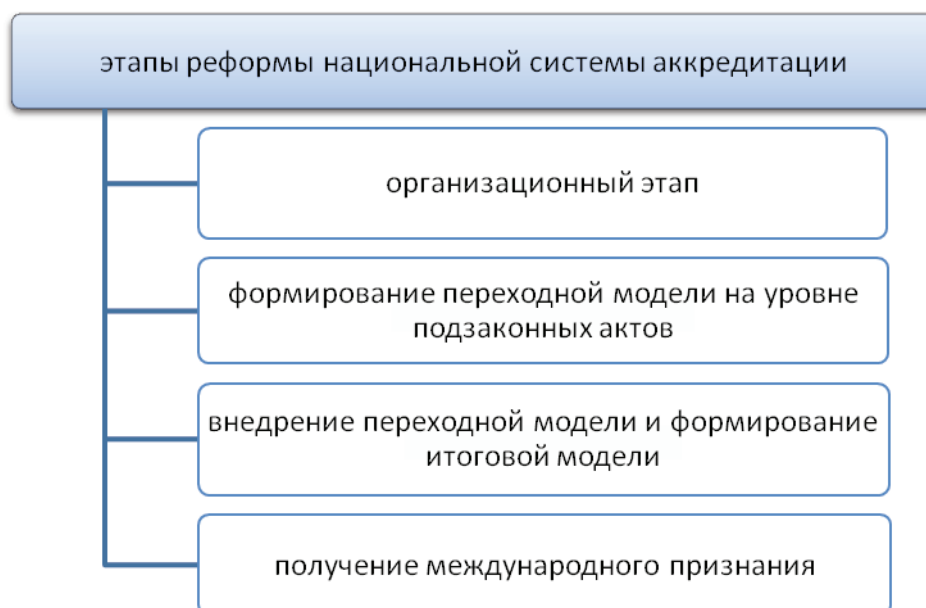 этапы реформы национальной системы аккредитации
организационный этап
формирование переходной модели на уровне
подзаконных актов
внедрение переходной модели и формирование
итоговой модели
получение международного признания